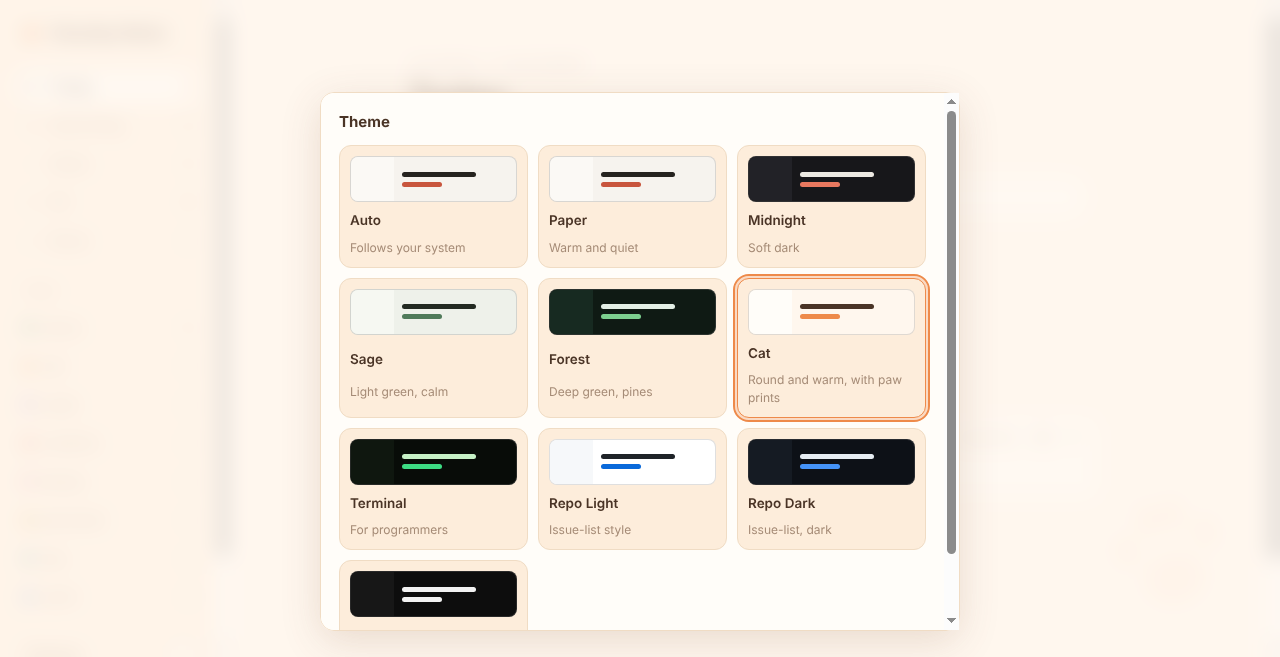 Theme
Auto
Follows your system
Paper
Warm and quiet
Midnight
Soft dark
Sage
Light green, calm
Forest
Deep green, pines
Cat
Round and warm, with paw
prints
Terminal
For programmers
Repo Light
Issue-list style
Repo Dark
Issue-list, dark